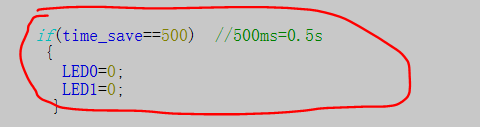 if(time_save==500) //500ms=0.5s
{
LED0=0;
LED1=0;
}